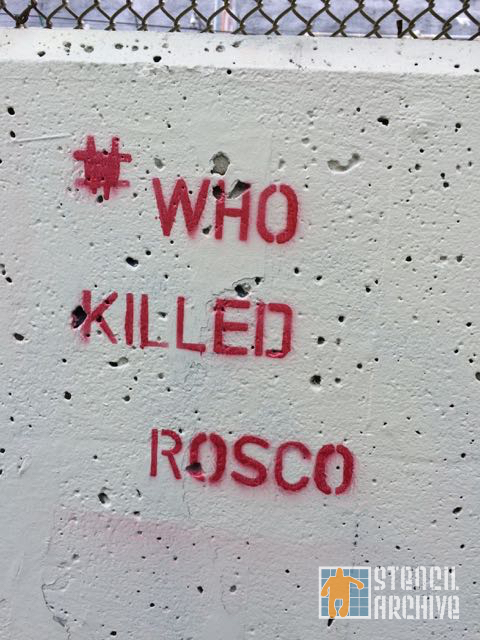 # WHO
KILLED
ROSCO
STENCIL
ARCHIVE